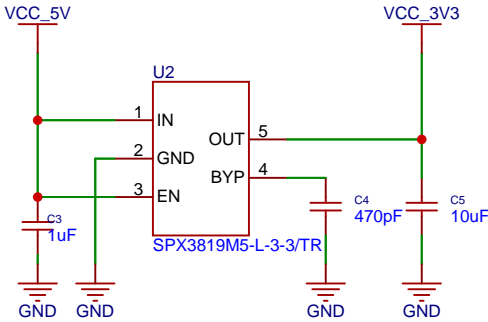 VCC_5V
VCC_3V3
U2
1
IN
2
GND
3
EN
OUT
5
BYP
4
SPX3819M5-L-3-3/TR
C3
1uF
C4
470pF
C5
10uF
GND
GND
GND
GND